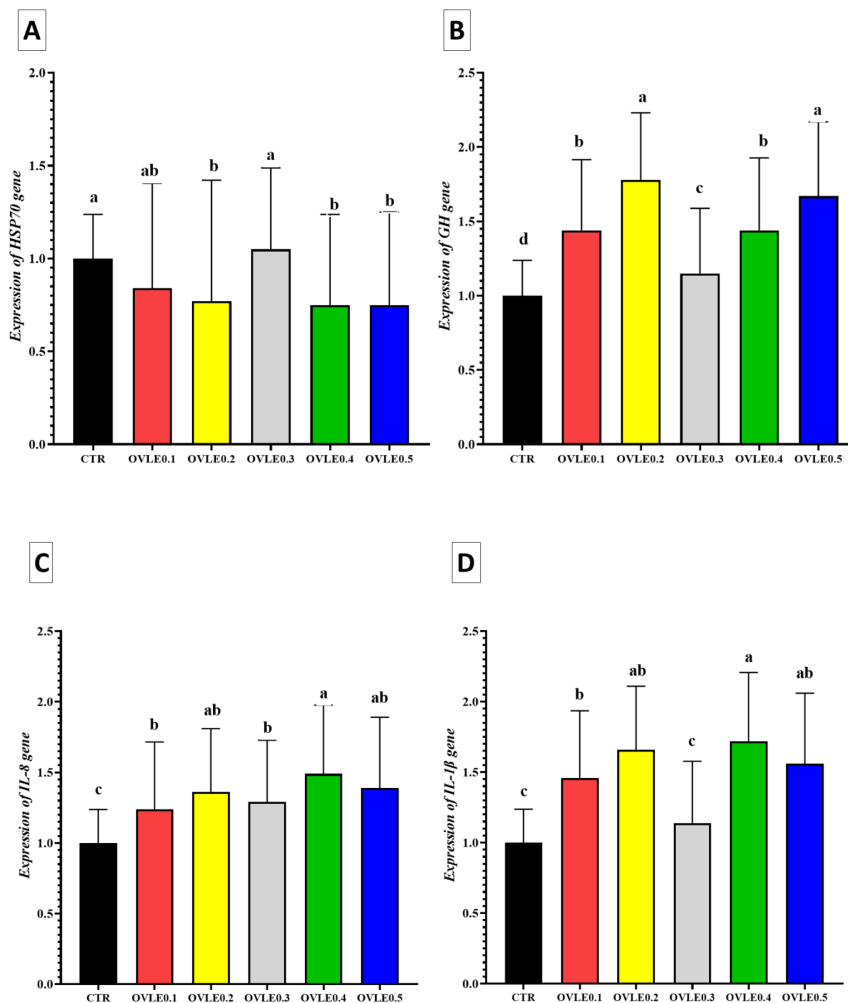 A
Expression of HSP70 gene
2.0
1.5
1.0
0.5
0.0
a
ab
b
a
b
b
CTR OVLE0.1 OVLE0.2 OVLE0.3 OVLE0.4 OVLE0.5
B
Expression of GH gene
2.5
2.0
1.5
1.0
0.5
0.0
d
b
a
c
b
a
CTR OVLE0.1 OVLE0.2 OVLE0.3 OVLE0.4 OVLE0.5
C
Expression of IL-8 gene
2.5
2.0
1.5
1.0
0.5
0.0
c
b
ab
b
a
ab
CTR OVLE0.1 OVLE0.2 OVLE0.3 OVLE0.4 OVLE0.5
D
Expression of IL-1β gene
2.5
2.0
1.5
1.0
0.5
0.0
c
b
ab
c
a
ab
CTR OVLE0.1 OVLE0.2 OVLE0.3 OVLE0.4 OVLE0.5